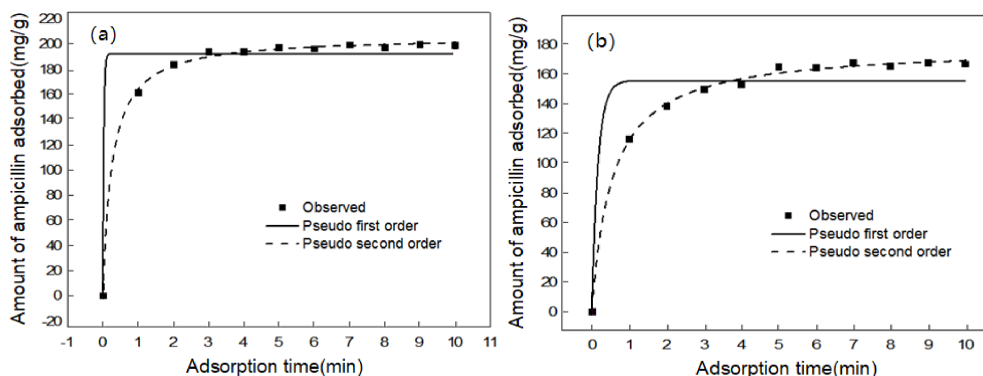 (a)
Amount of ampicillin adsorbed(mg/g)
220
200
180
160
140
120
100
80
60
40
20
0
-20
-1 0 1 2 3 4 5 6 7 8 9 10 11
Adsorption time(min)
Observed
Pseudo first order
Pseudo second order
(b)
Amount of ampicillin adsorbed(mg/g)
180
160
140
120
100
80
60
40
20
0
0 1 2 3 4 5 6 7 8 9 10
Adsorption time(min)
Observed
Pseudo first order
Pseudo second order